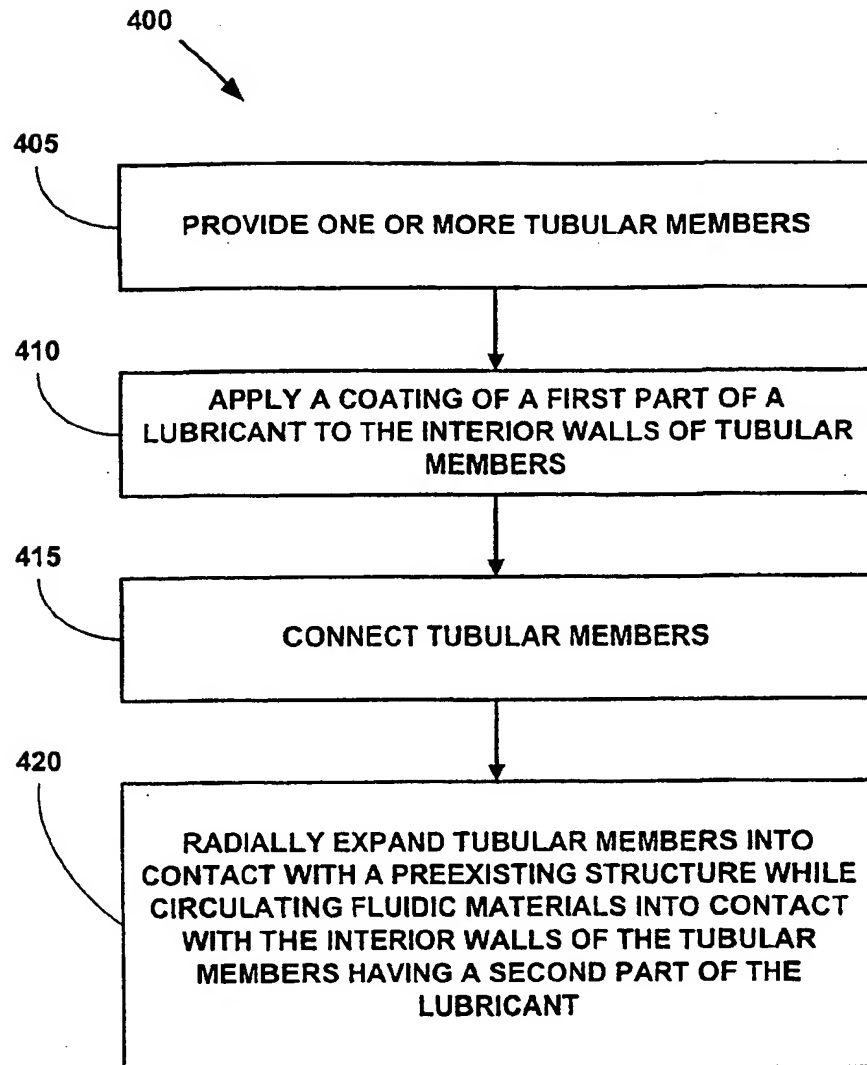 400
405
PROVIDE ONE OR MORE TUBULAR MEMBERS
410
APPLY A COATING OF A FIRST PART OF A
LUBRICANT TO THE INTERIOR WALLS OF TUBULAR
MEMBERS
415
CONNECT TUBULAR MEMBERS
420
RADIALLY EXPAND TUBULAR MEMBERS INTO
CONTACT WITH A PREEXISTING STRUCTURE WHILE
CIRCULATING FLUIDIC MATERIALS INTO CONTACT
WITH THE INTERIOR WALLS OF THE TUBULAR
MEMBERS HAVING A SECOND PART OF THE
LUBRICANT